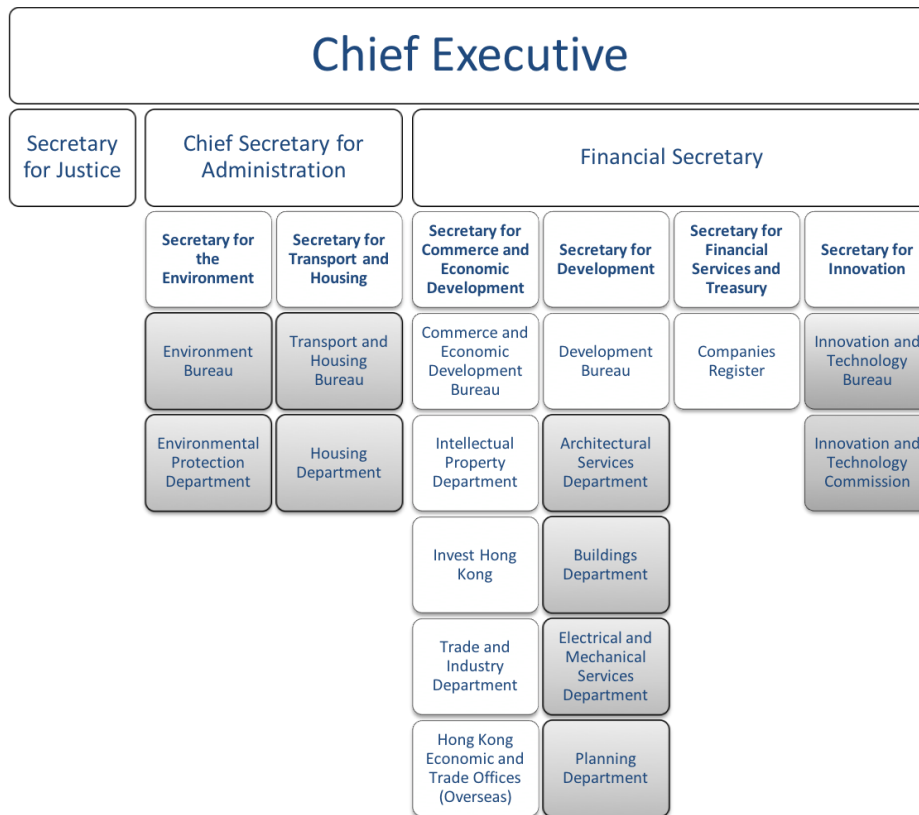 Chief Executive
Secretary
for Justice
Chief Secretary for
Administration
Financial Secretary
Secretary for
the
Environment
Secretary for
Transport and
Housing
Secretary for
Commerce and
Economic
Development
Secretary for
Development
Secretary for
Financial
Services and
Treasury
Secretary for
Innovation
Environment
Bureau
Transport and
Housing
Bureau
Commerce and
Economic
Development
Bureau
Development
Bureau
Companies
Register
Innovation and
Technology
Bureau
Environmental
Protection
Department
Housing
Department
Intellectual
Property
Department
Architectural
Services
Department
Innovation and
Technology
Commission
Invest Hong
Kong
Buildings
Department
Trade and
Industry
Department
Electrical and
Mechanical
Services
Department
Hong Kong
Economic and
Trade Offices
(Overseas)
Planning
Department